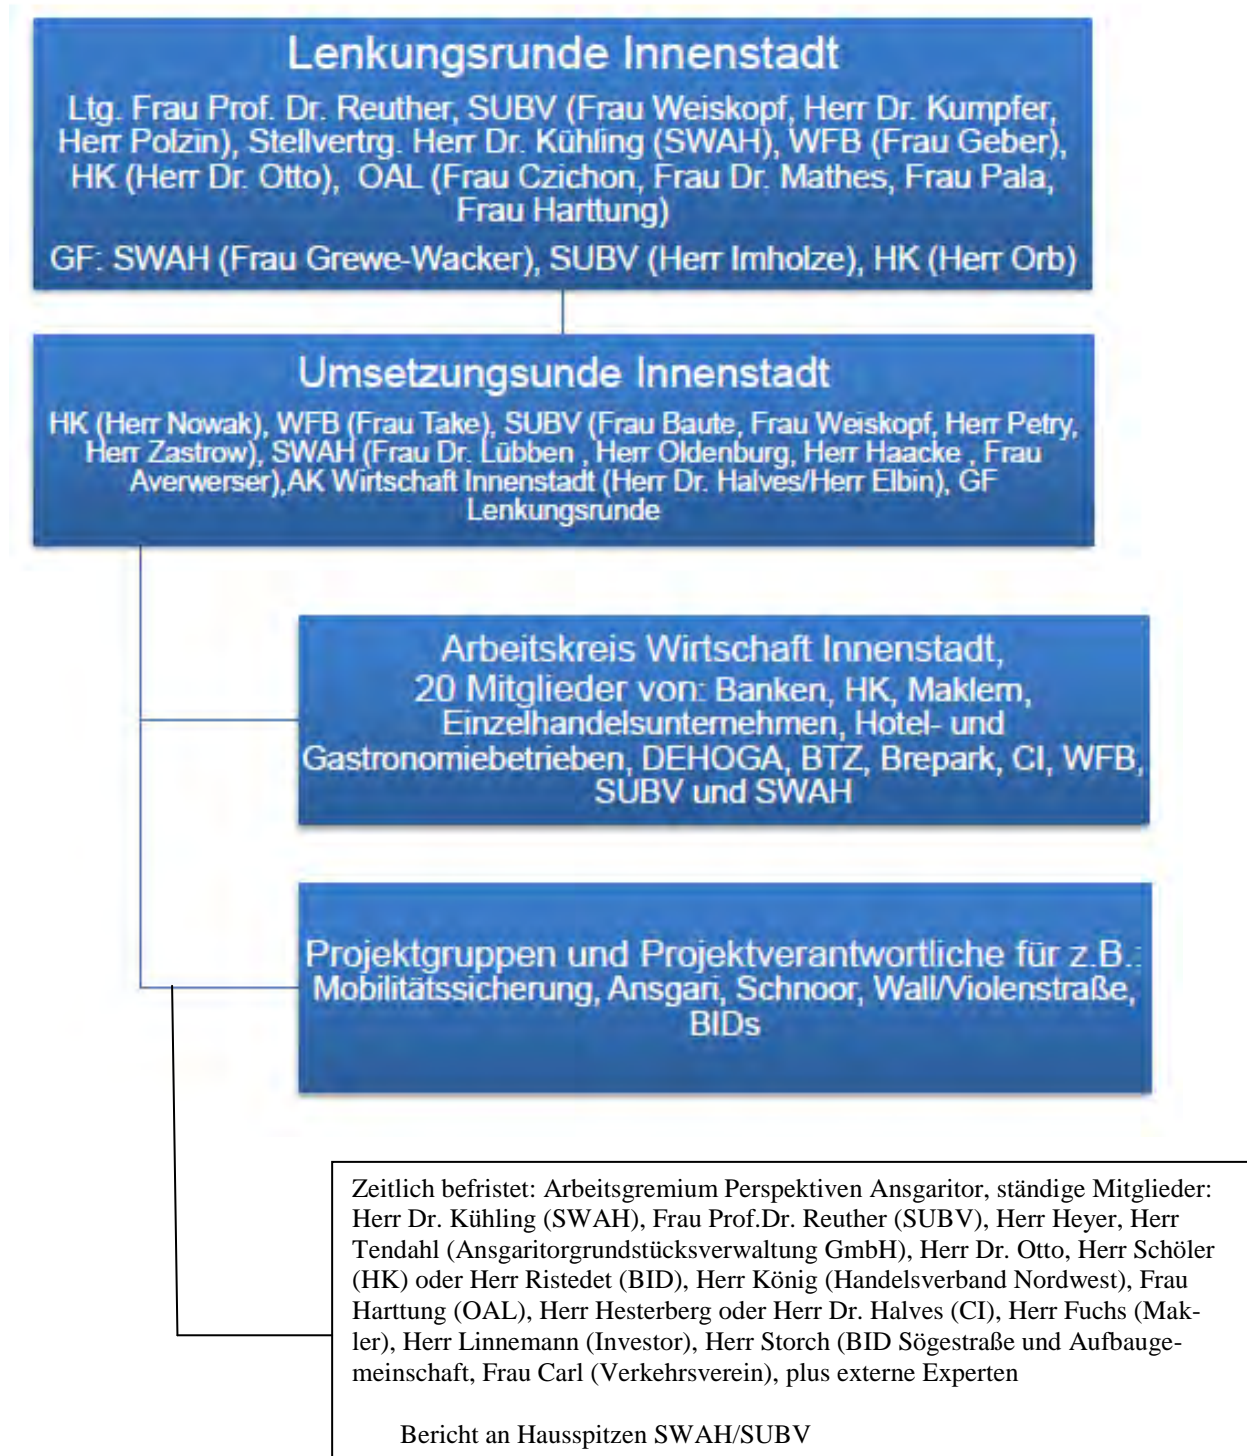 Lenkungsrunde Innenstadt
Ltg. Frau Prof. Dr. Reuther, SUBV (Frau Weiskopf, Herr Dr. Kumpfer,
Herr Polzin), Stellvertrg. Herr Dr. Kühling (SWAH), WFB (Frau Geber),
HK (Herr Dr. Otto), OAL (Frau Czichon, Frau Dr. Mathes, Frau Pala,
Frau Harttung)
GF: SWAH (Frau Grewe-Wacker), SUBV (Herr Imholze), HK (Herr Orb)
Umsetzungsunde Innenstadt
HK (Herr Nowak), WFB (Frau Take), SUBV (Frau Baute, Frau Weiskopf, Herr Petry,
Herr Zastrow), SWAH (Frau Dr. Lübben , Herr Oldenburg, Herr Haacke , Frau
Averwerser),AK Wirtschaft Innenstadt (Herr Dr. Halves/Herr Elbin), GF
Lenkungsrunde
Arbeitskreis Wirtschaft Innenstadt,
20 Mitglieder von: Banken, HK, Maklern,
Einzelhandelsunternehmen, Hotel- und
Gastronomiebetrieben, DEHOGA, BTZ, Brepark, CI, WFB,
SUBV und SWAH
Projektgruppen und Projektverantwortliche für z.B.:
Mobilitätssicherung, Ansgari, Schnoor, Wall/Violenstraße,
BIDs
Zeitlich befristet: Arbeitsgremium Perspektiven Ansgaritor, ständige Mitglieder:
Herr Dr. Kühling (SWAH), Frau Prof.Dr. Reuther (SUBV), Herr Heyer, Herr
Tendahl (Ansgaritorgrundstücksverwaltung GmbH), Herr Dr. Otto, Herr Schöler
(HK) oder Herr Ristedet (BID), Herr König (Handelsverband Nordwest), Frau
Harttung (OAL), Herr Hesterberg oder Herr Dr. Halves (CI), Herr Fuchs (Mak-
ler), Herr Linnemann (Investor), Herr Storch (BID Sögestraße und Aufbauge-
meinschaft, Frau Carl (Verkehrsverein), plus externe Experten
Bericht an Hausspitzen SWAH/SUBV